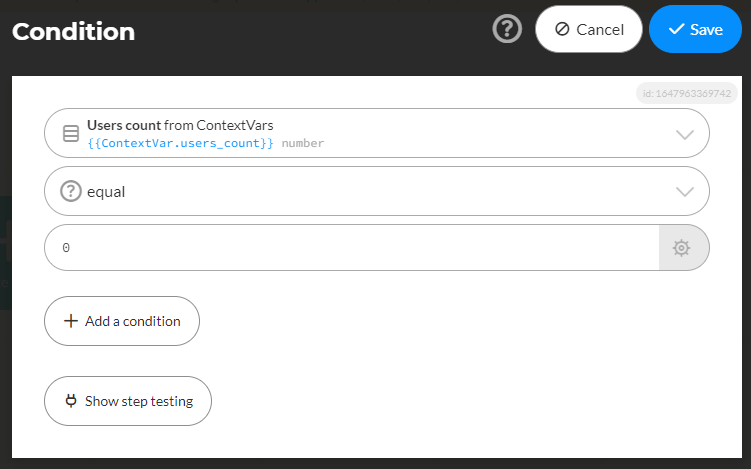 Condition
Cancel
Save
id: 1647963369742
Users count from ContextVars
{{ContextVar.users_count}} number
equal
0
Add a condition
Show step testing